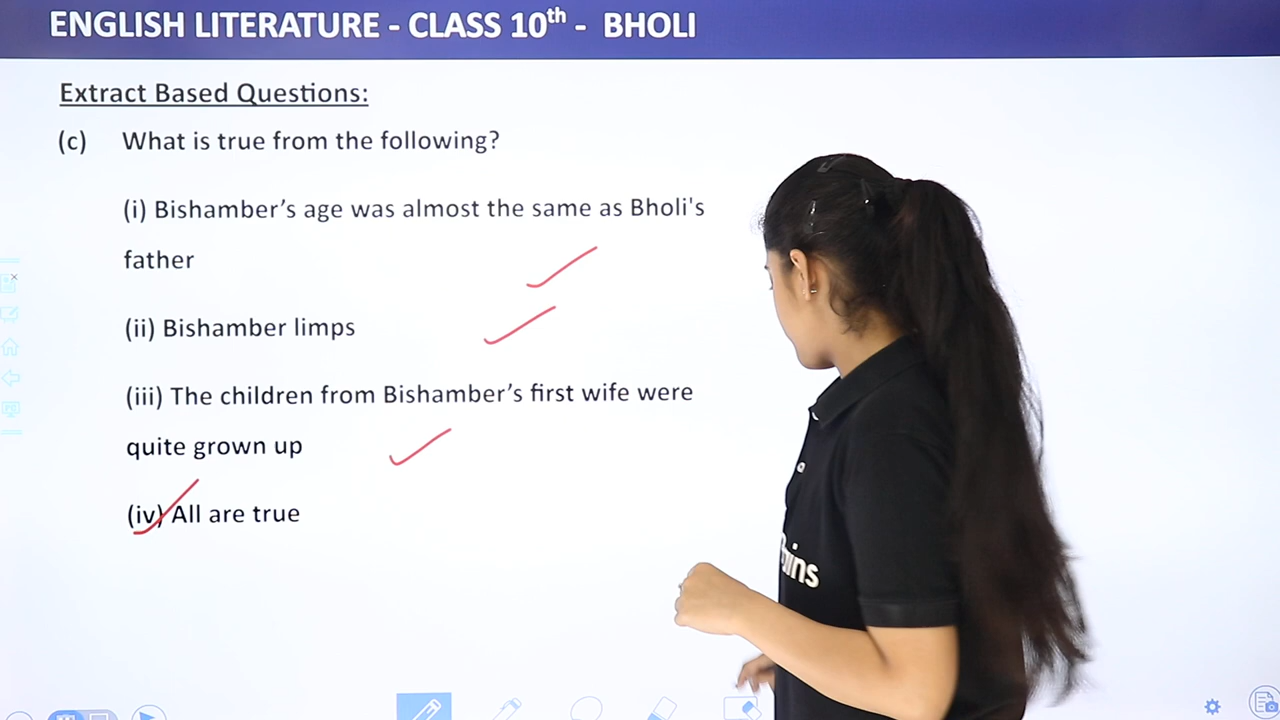 ENGLISH LITERATURE - CLASS 10th - BHOLI
Extract Based Questions:
(c) What is true from the following?
(i) Bishamber’s age was almost the same as Bholi's
father
(ii) Bishamber limps
(iii) The children from Bishamber’s first wife were
quite grown up
(iv) All are true